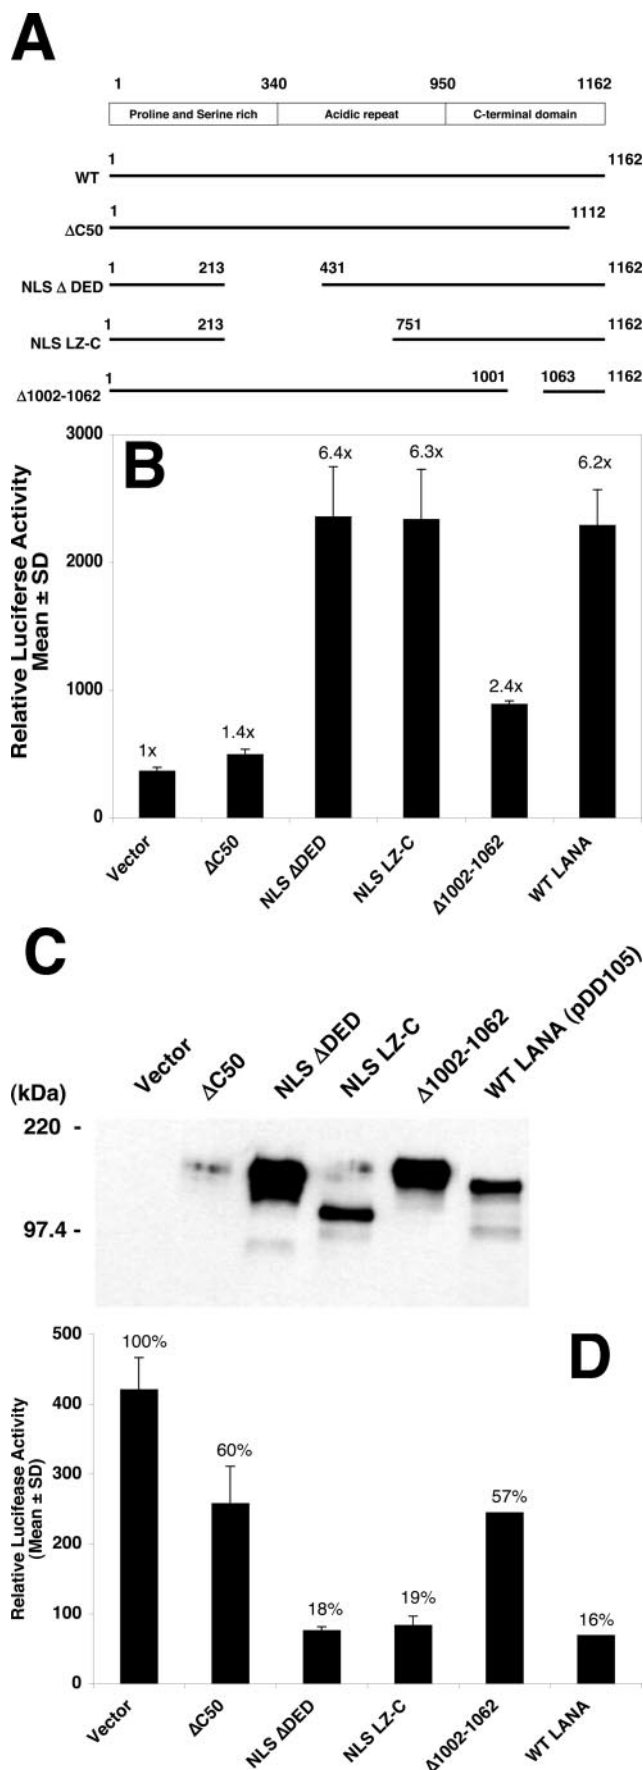 A
1 340 950 1162
Proline and Serine rich Acidic repeat C-terminal domain
1 1162
WT
1 1112
ΔC50
1 213 431 1162
NLS Δ DED
1 213 751 1162
NLS LZ-C
1 1001 1063 1162
Δ1002-1062
B
Relative Luciferse Activity
Mean ± SD
3000
2000
1000
0
1x
1.4x
6.4x
6.3x
2.4x
6.2x
Vector
ΔC50
NLS ΔDED
NLS LZ-C
Δ1002-1062
WT LANA
C
Vector
ΔC50
NLS ΔDED
NLS LZ-C
Δ1002-1062
WT LANA (pDD105)
(kDa)
220 -
97.4 -
D
Relative Lucifease Activity
(Mean ± SD)
500
400
300
200
100
0
100%
60%
18%
19%
57%
16%
Vector
ΔC50
NLS ΔDED
NLS LZ-C
Δ1002-1062
WT LANA